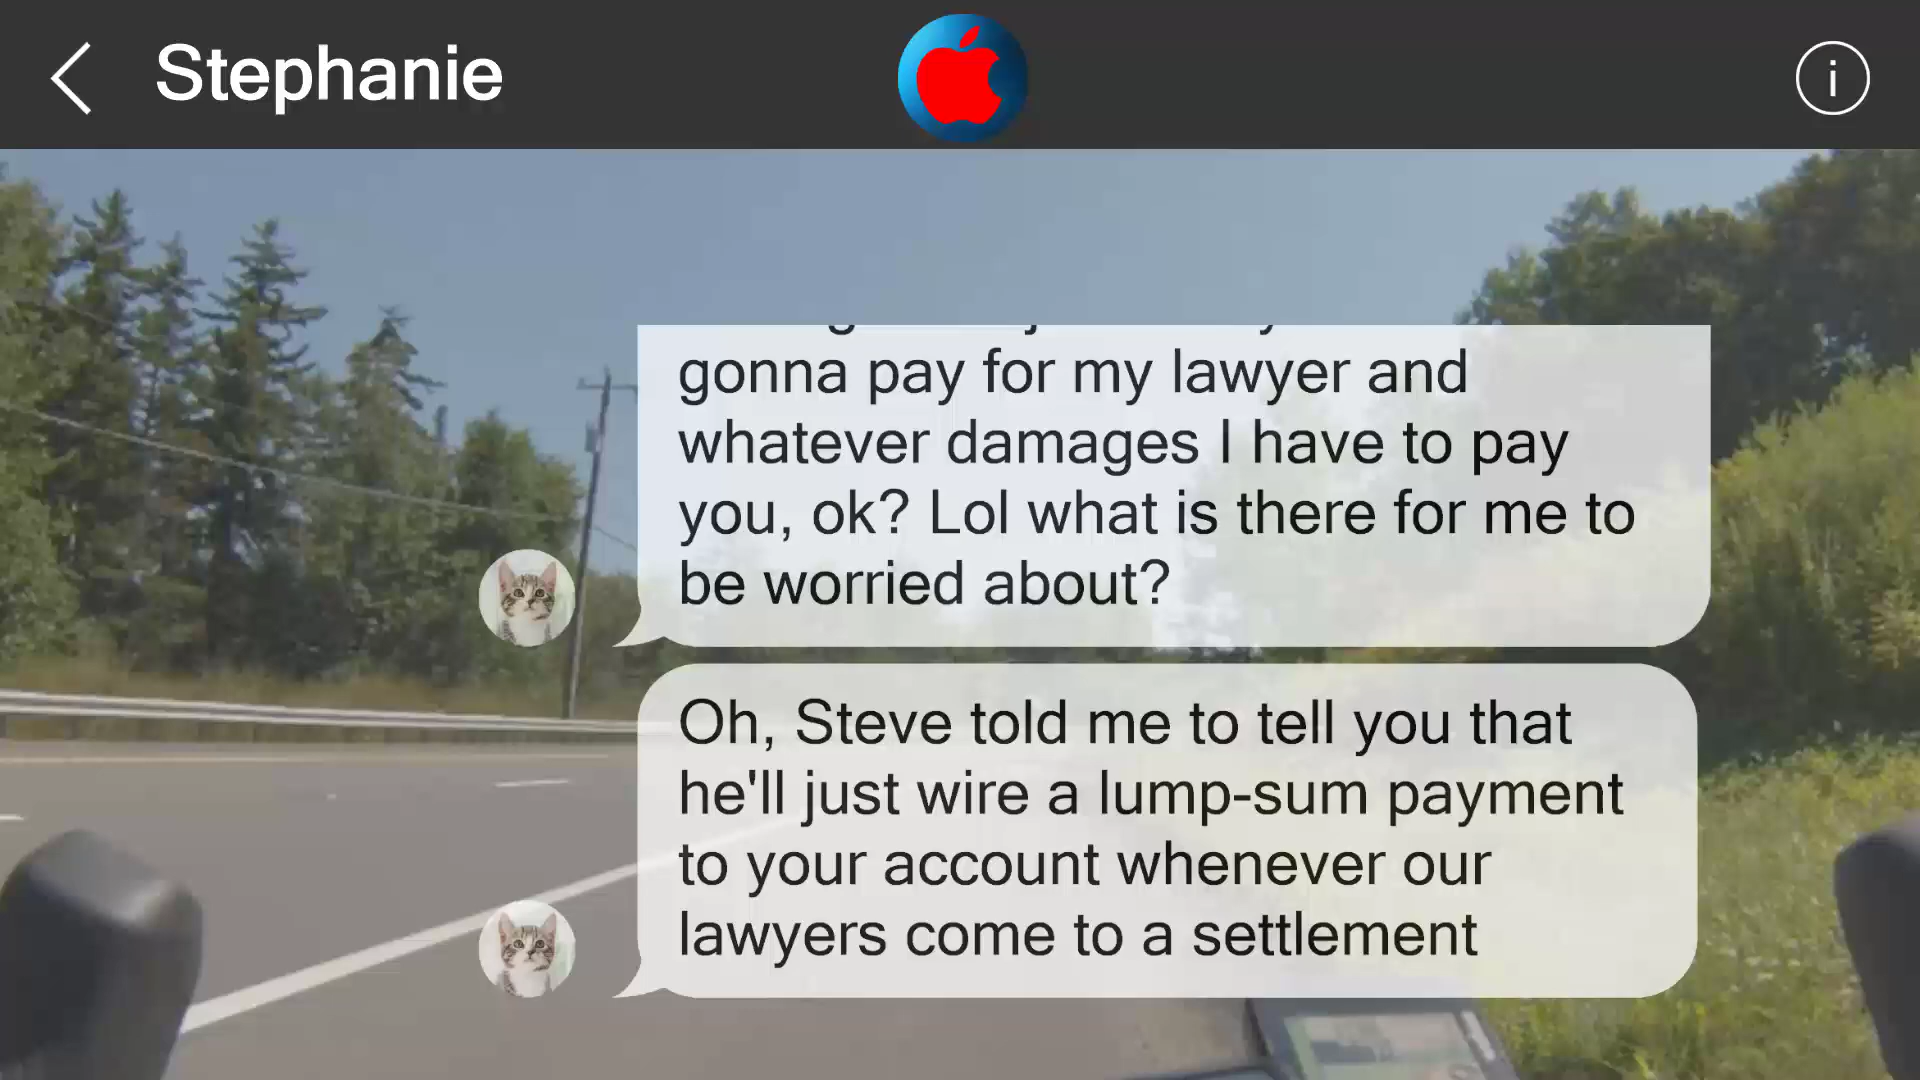 Stephanie
i
gonna pay for my lawyer and
whatever damages I have to pay
you, ok? Lol what is there for me to
be worried about?
Oh, Steve told me to tell you that
he'll just wire a lump-sum payment
to your account whenever our
lawyers come to a settlement